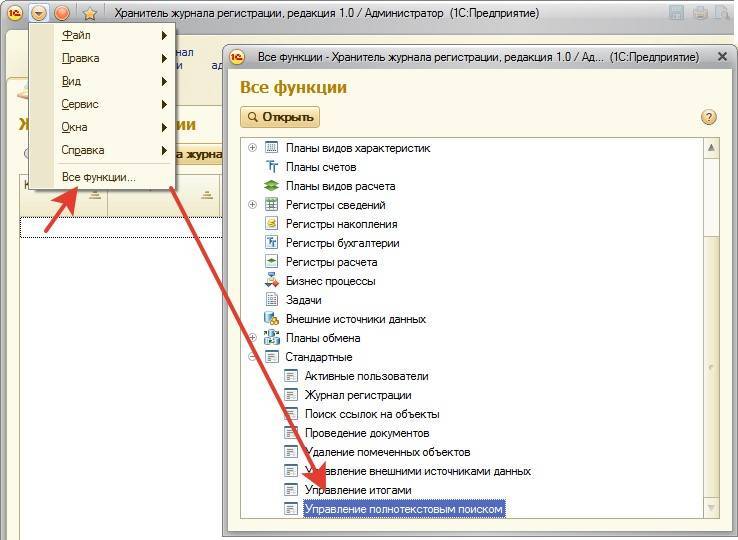 Хранитель журнала регистрации, редакция 1.0 / Администратор (1С:Предприятие)
Файл
Правка
Вид
Сервис
Окна
Справка
Все функции...
нал
и
ад
Ж
ии
а журна
К
Все функции - Хранитель журнала регистрации, редакция 1.0 / Ад... (1С:Предприятие)
Все функции
Открыть
?
Планы видов характеристик
Планы счетов
Планы видов расчета
Регистры сведений
Регистры накопления
Регистры бухгалтерии
Регистры расчета
Бизнес процессы
Задачи
Внешние источники данных
Планы обмена
Стандартные
Активные пользователи
Журнал регистрации
Поиск ссылок на объекты
Проведение документов
Удаление помеченных объектов
Управление внешними источниками данных
Управление итогами
Управление полнотекстовым поиском